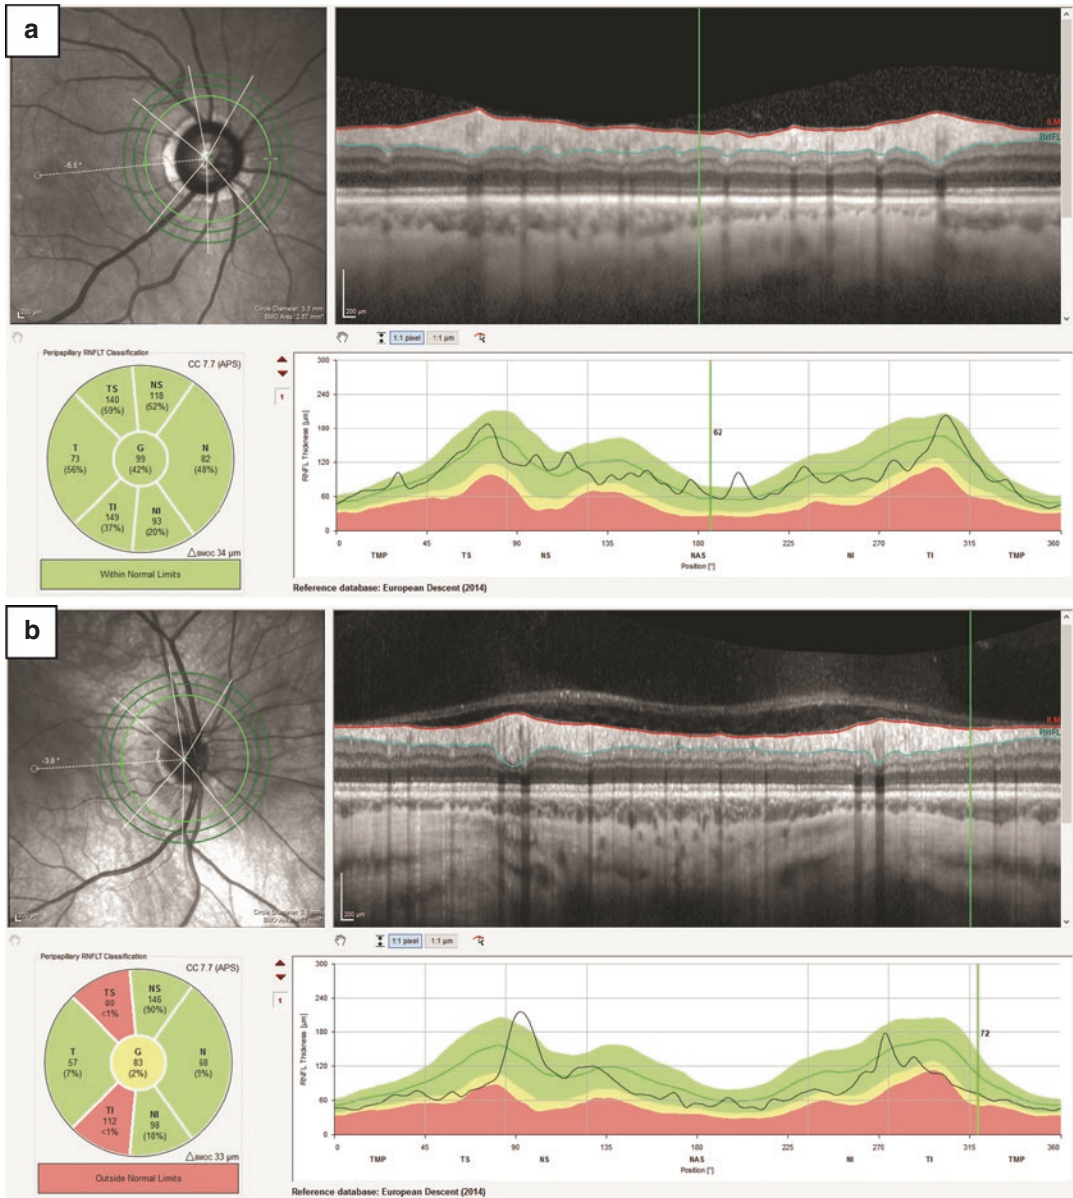 a
-6.8 °
Circle Diameter: 3.5 mm
200 µm
ILM
RNFL
200 µm
1:1 pixel 1:1 µm
Peripapillary RNFLT Classification
CC 7.7 (APS)
TS
140
(59%)
NS
118
(52%)
T
73
(56%)
G
99
(42%)
N
82
(48%)
TI
149
(37%)
NI
93
(20%)
△BMOC 34 µm
Within Normal Limits
1
RNFL Thickness [µm]
300
240
180
120
60
0
62
0 45 90 135 180 225 270 315 360
TMP TS NS NAS NI TI TMP
Position [°]
Reference database: European Descent (2014)
b
-3.8 °
200 µm
ILM
RNFL
200 µm
1:1 pixel 1:1 µm
Peripapillary RNFLT Classification
CC 7.7 (APS)
TS
80
<1%
NS
146
(90%)
T
57
(7%)
G
83
(2%)
N
68
(9%)
TI
112
<1%
NI
98
(18%)
△BMOC 33 µm
Outside Normal Limits
1
RNFL Thickness [µm]
300
240
180
120
60
0
72
0 45 90 135 180 225 270 315 360
TMP TS NS NAS NI TI TMP
Position [°]
Reference database: European Descent (2014)